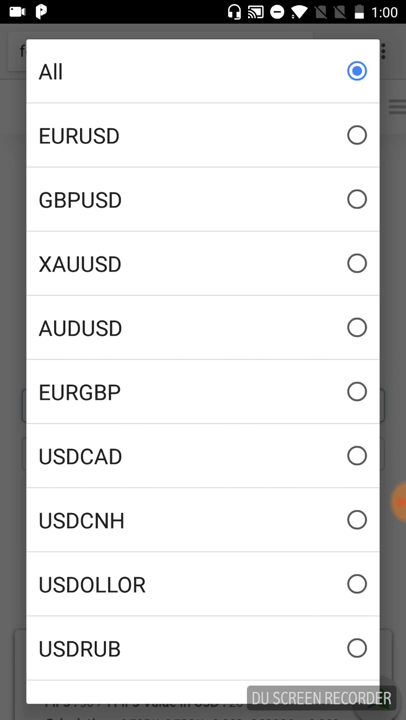 1:00
All
EURUSD
GBPUSD
XAUUSD
AUDUSD
EURGBP
USDCAD
USDCNH
USDOLLOR
USDRUB
DU SCREEN RECORDER